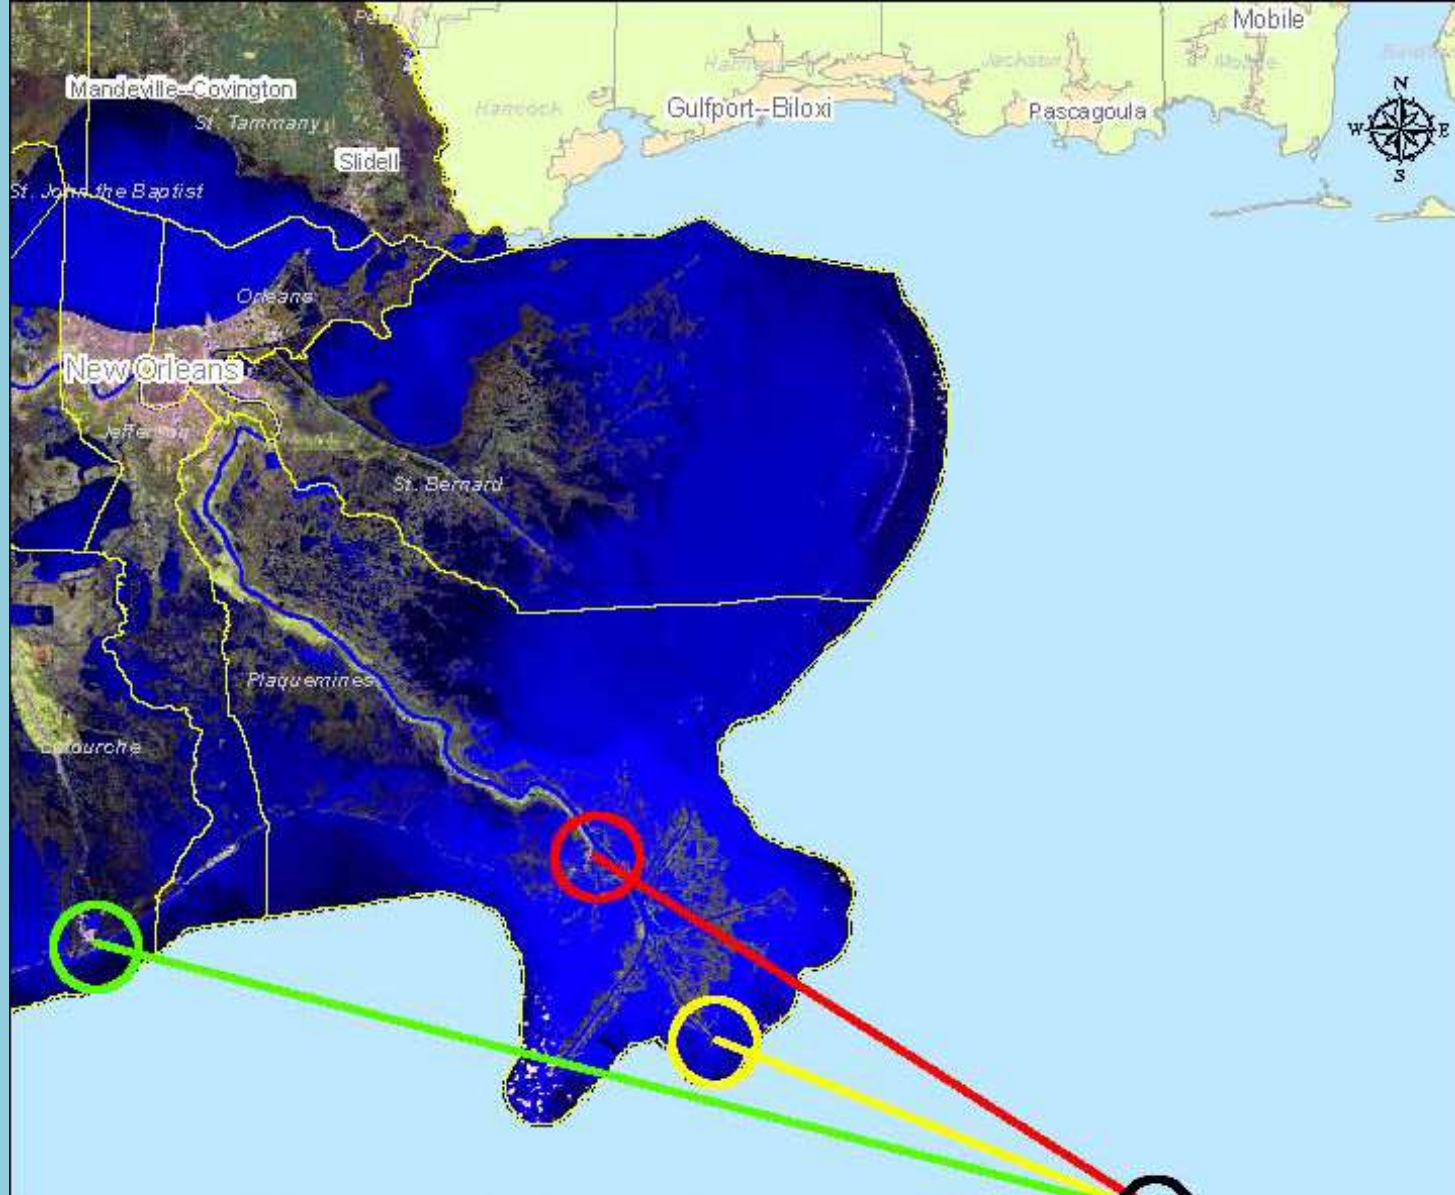 Mobile
Jackson
Mobile
Mandeville--Covington
N
Hancock
Gulfport--Biloxi
Pascagoula
W
E
St. Tammany
Slidell
S
St. John the Baptist
Orleans
New Orleans
Jefferson
St. Bernard
Plaquemines
Lafourche